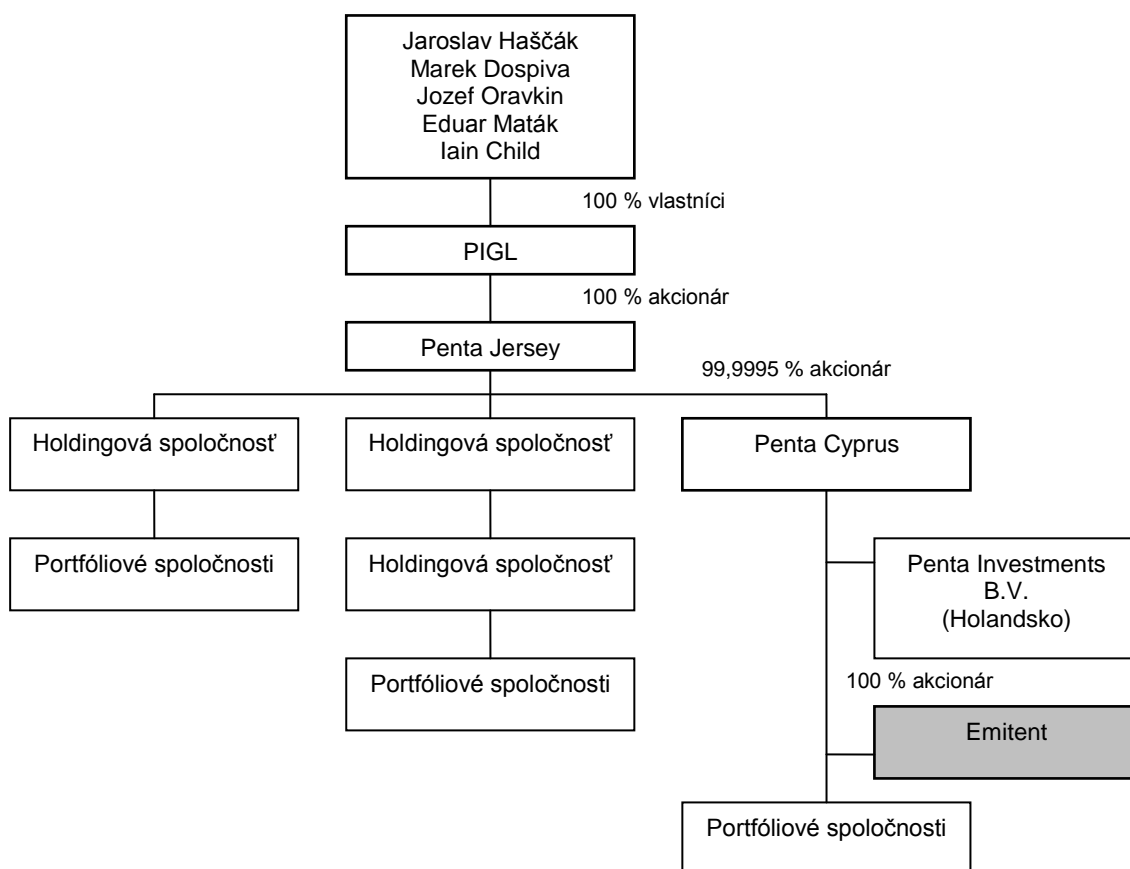 Jaroslav Haščák
Marek Dospiva
Jozef Oravkin
Eduar Maták
Iain Child
100 % vlastníci
PIGL
100 % akcionár
Penta Jersey
99,9995 % akcionár
Holdingová spoločnosť
Holdingová spoločnosť
Penta Cyprus
Portfóliové spoločnosti
Holdingová spoločnosť
Penta Investments
B.V.
(Holandsko)
Portfóliové spoločnosti
100 % akcionár
Emitent
Portfóliové spoločnosti